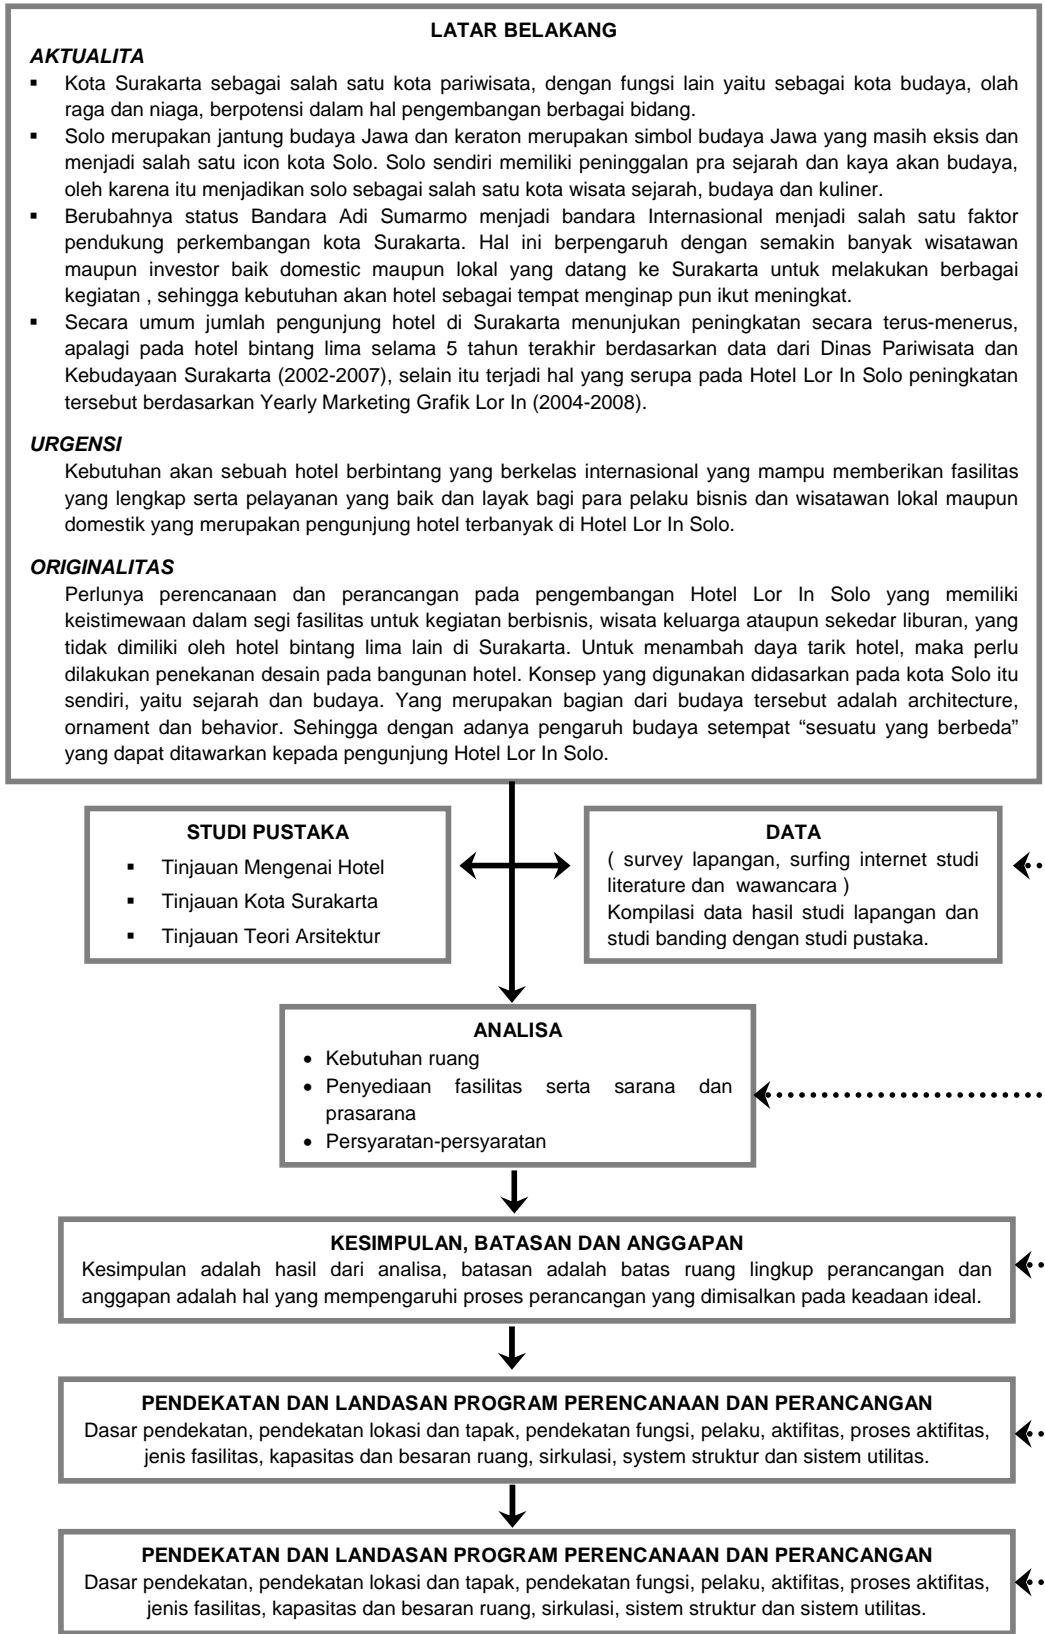 LATAR BELAKANG
AKTUALITA
▪ Kota Surakarta sebagai salah satu kota pariwisata, dengan fungsi lain yaitu sebagai kota budaya, olah
raga dan niaga, berpotensi dalam hal pengembangan berbagai bidang.
▪ Solo merupakan jantung budaya Jawa dan keraton merupakan simbol budaya Jawa yang masih eksis dan
menjadi salah satu icon kota Solo. Solo sendiri memiliki peninggalan pra sejarah dan kaya akan budaya,
oleh karena itu menjadikan solo sebagai salah satu kota wisata sejarah, budaya dan kuliner.
▪ Berubahnya status Bandara Adi Sumarmo menjadi bandara Internasional menjadi salah satu faktor
pendukung perkembangan kota Surakarta. Hal ini berpengaruh dengan semakin banyak wisatawan
maupun investor baik domestic maupun lokal yang datang ke Surakarta untuk melakukan berbagai
kegiatan , sehingga kebutuhan akan hotel sebagai tempat menginap pun ikut meningkat.
▪ Secara umum jumlah pengunjung hotel di Surakarta menunjukan peningkatan secara terus-menerus,
apalagi pada hotel bintang lima selama 5 tahun terakhir berdasarkan data dari Dinas Pariwisata dan
Kebudayaan Surakarta (2002-2007), selain itu terjadi hal yang serupa pada Hotel Lor In Solo peningkatan
tersebut berdasarkan Yearly Marketing Grafik Lor In (2004-2008).
URGENSI
Kebutuhan akan sebuah hotel berbintang yang berkelas internasional yang mampu memberikan fasilitas
yang lengkap serta pelayanan yang baik dan layak bagi para pelaku bisnis dan wisatawan lokal maupun
domestik yang merupakan pengunjung hotel terbanyak di Hotel Lor In Solo.
ORIGINALITAS
Perlunya perencanaan dan perancangan pada pengembangan Hotel Lor In Solo yang memiliki
keistimewaan dalam segi fasilitas untuk kegiatan berbisnis, wisata keluarga ataupun sekedar liburan, yang
tidak dimiliki oleh hotel bintang lima lain di Surakarta. Untuk menambah daya tarik hotel, maka perlu
dilakukan penekanan desain pada bangunan hotel. Konsep yang digunakan didasarkan pada kota Solo itu
sendiri, yaitu sejarah dan budaya. Yang merupakan bagian dari budaya tersebut adalah architecture,
ornament dan behavior. Sehingga dengan adanya pengaruh budaya setempat “sesuatu yang berbeda”
yang dapat ditawarkan kepada pengunjung Hotel Lor In Solo.
STUDI PUSTAKA
▪ Tinjauan Mengenai Hotel
▪ Tinjauan Kota Surakarta
▪ Tinjauan Teori Arsitektur
DATA
( survey lapangan, surfing internet studi
literature dan wawancara )
Kompilasi data hasil studi lapangan dan
studi banding dengan studi pustaka.
ANALISA
• Kebutuhan ruang
• Penyediaan fasilitas serta sarana dan
prasarana
• Persyaratan-persyaratan
KESIMPULAN, BATASAN DAN ANGGAPAN
Kesimpulan adalah hasil dari analisa, batasan adalah batas ruang lingkup perancangan dan
anggapan adalah hal yang mempengaruhi proses perancangan yang dimisalkan pada keadaan ideal.
PENDEKATAN DAN LANDASAN PROGRAM PERENCANAAN DAN PERANCANGAN
Dasar pendekatan, pendekatan lokasi dan tapak, pendekatan fungsi, pelaku, aktifitas, proses aktifitas,
jenis fasilitas, kapasitas dan besaran ruang, sirkulasi, system struktur dan sistem utilitas.
PENDEKATAN DAN LANDASAN PROGRAM PERENCANAAN DAN PERANCANGAN
Dasar pendekatan, pendekatan lokasi dan tapak, pendekatan fungsi, pelaku, aktifitas, proses aktifitas,
jenis fasilitas, kapasitas dan besaran ruang, sirkulasi, sistem struktur dan sistem utilitas.